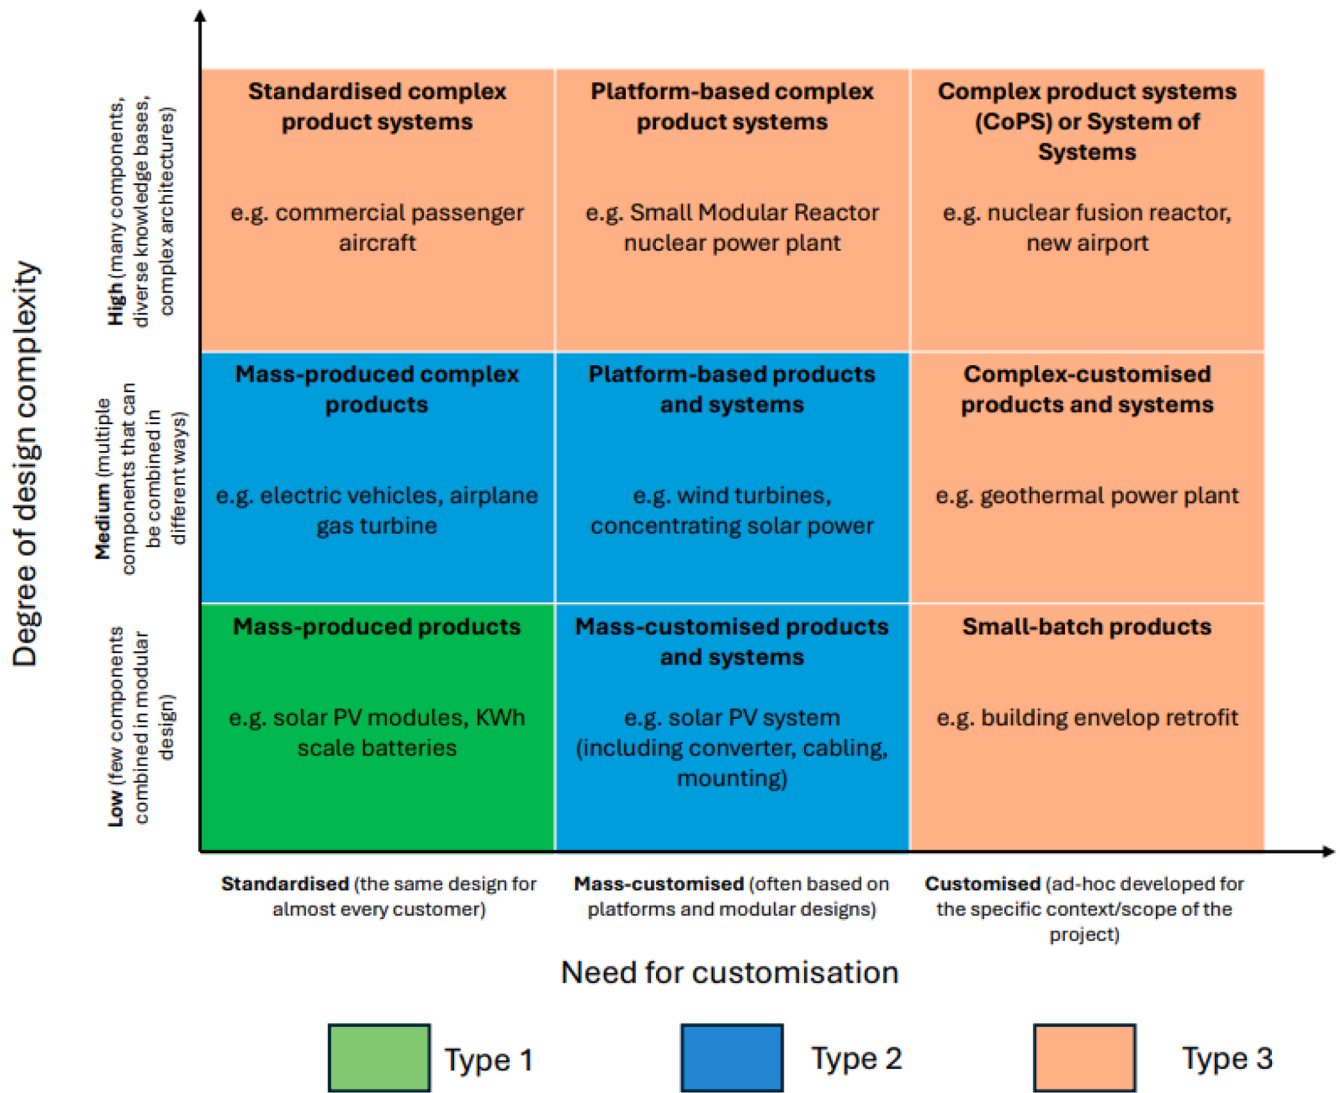 Degree of design complexity
High (many components,
diverse knowledge bases,
complex architectures)
Standardised complex
product systems
e.g. commercial passenger
aircraft
Platform-based complex
product systems
e.g. Small Modular Reactor
nuclear power plant
Complex product systems
(CoPS) or System of
Systems
e.g. nuclear fusion reactor,
new airport
Medium (multiple
components that can
be combined in
different ways)
Mass-produced complex
products
e.g. electric vehicles, airplane
gas turbine
Platform-based products
and systems
e.g. wind turbines,
concentrating solar power
Complex-customised
products and systems
e.g. geothermal power plant
Low (few components
combined in modular
design)
Mass-produced products
e.g. solar PV modules, KWh
scale batteries
Mass-customised products
and systems
e.g. solar PV system
(including converter, cabling,
mounting)
Small-batch products
e.g. building envelop retrofit
Standardised (the same design for
almost every customer)
Mass-customised (often based on
platforms and modular designs)
Customised (ad-hoc developed for
the specific context/scope of the
project)
Need for customisation
Type 1
Type 2
Type 3